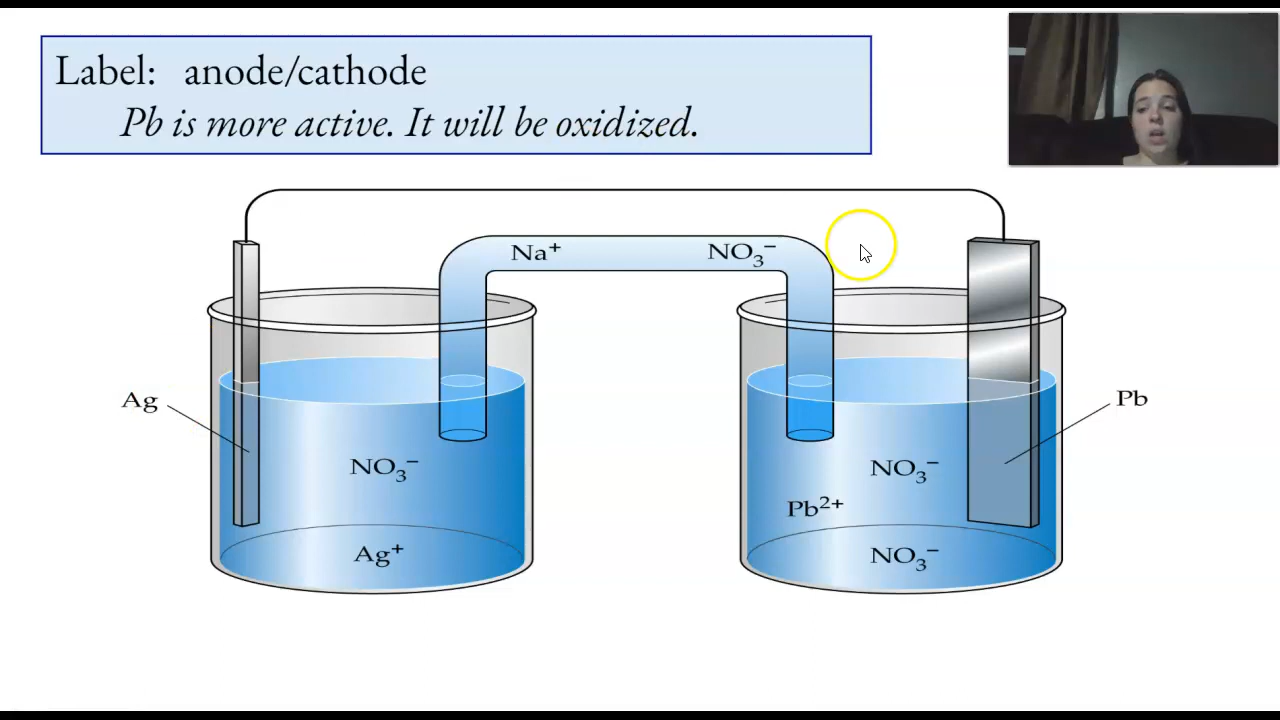 Label: anode/cathode
Pb is more active. It will be oxidized.
Na⁺ NO₃⁻
Ag Pb
NO₃⁻ NO₃⁻
Pb²⁺
Ag⁺ NO₃⁻